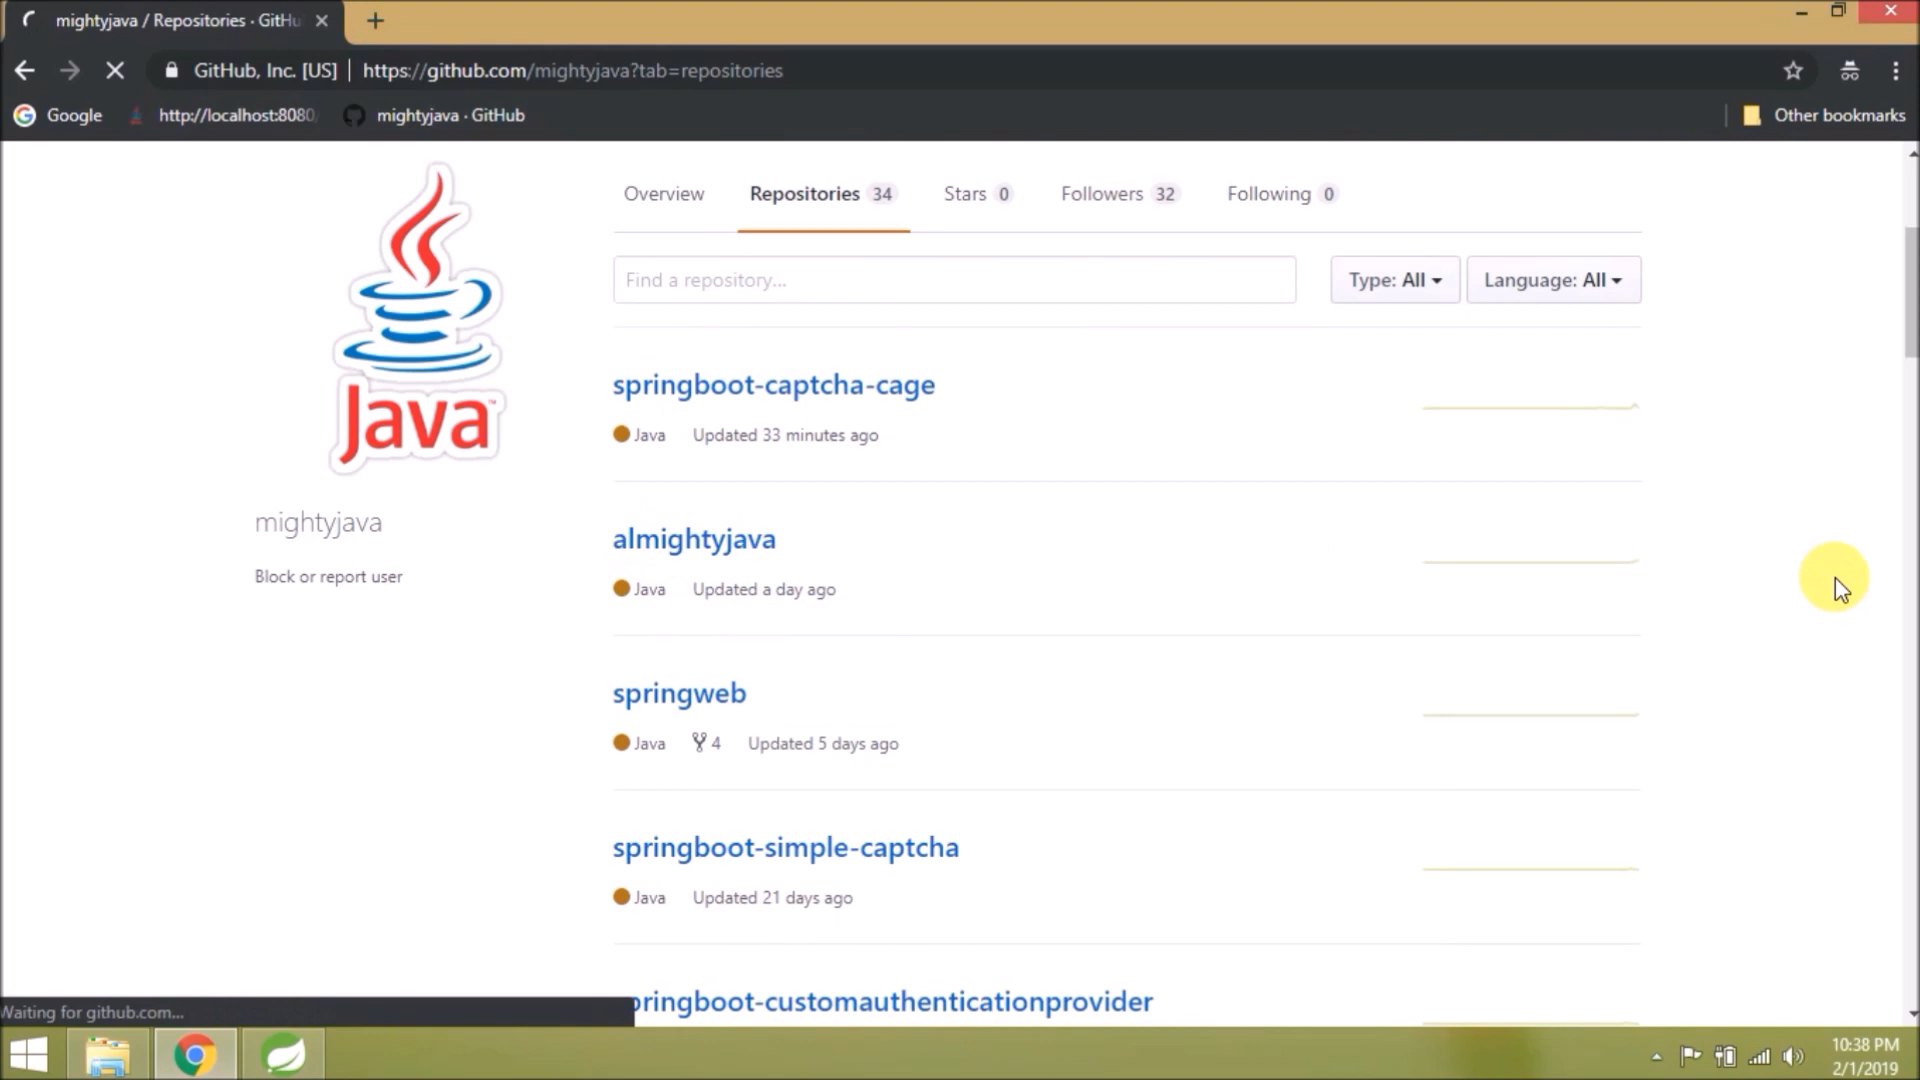 mightyjava / Repositories · GitHu
GitHub, Inc. [US] | https://github.com/mightyjava?tab=repositories
Google http://localhost:8080/ mightyjava · GitHub Other bookmarks
Java
mightyjava
Block or report user
Overview Repositories 34 Stars 0 Followers 32 Following 0
Find a repository... Type: All Language: All
springboot-captcha-cage
Java Updated 33 minutes ago
almightyjava
Java Updated a day ago
springweb
Java 4 Updated 5 days ago
springboot-simple-captcha
Java Updated 21 days ago
pringboot-customauthenticationprovider
Waiting for github.com...
10:38 PM
2/1/2019